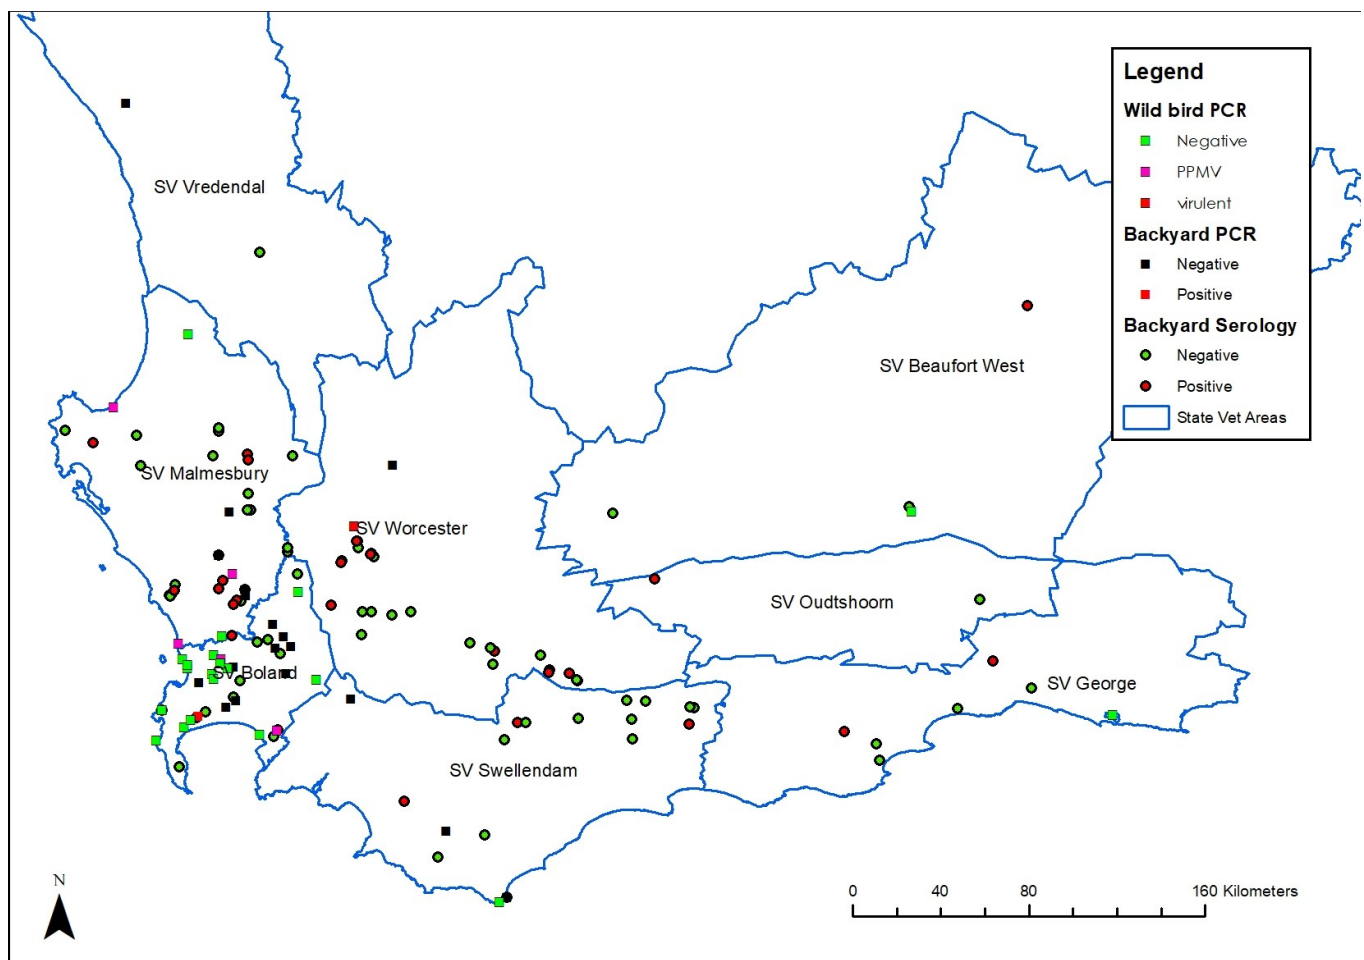 Legend
Wild bird PCR
Negative
PPMV
virulent
Backyard PCR
Negative
Positive
Backyard Serology
Negative
Positive
State Vet Areas
SV Vredendal
SV Beaufort West
SV Malmesbury
SV Worcester
SV Oudtshoorn
SV Boland
SV George
SV Swellendam
N
0 40 80 160 Kilometers